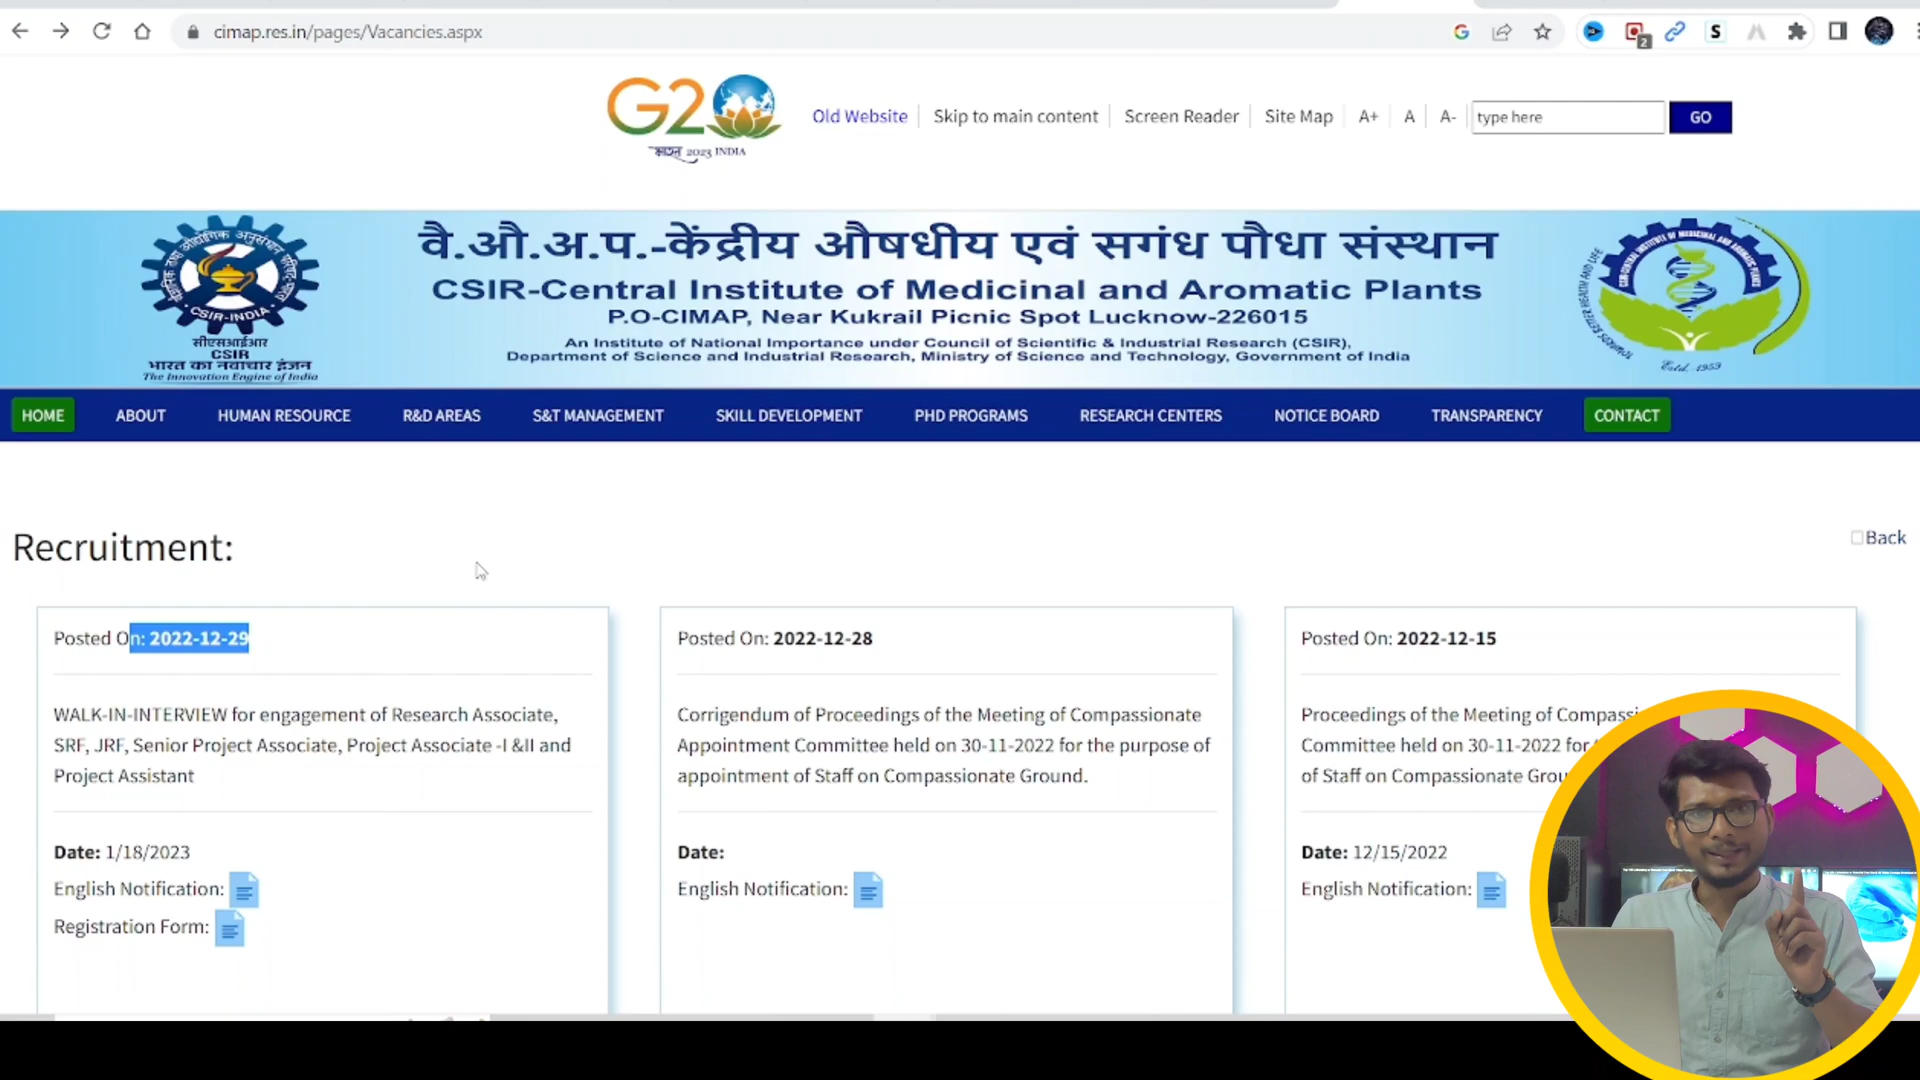 cimap.res.in/pages/Vacancies.aspx
2
S
G20
भारत 2023 INDIA
Old Website
Skip to main content
Screen Reader
Site Map
A+
A
A-
type here
GO
CSIR-INDIA
सीएसआईआर
CSIR
भारत का नवाचार इंजन
The Innovation Engine of India
वै.औ.अ.प.-केंद्रीय औषधीय एवं सगंध पौधा संस्थान
CSIR-Central Institute of Medicinal and Aromatic Plants
P.O-CIMAP, Near Kukrail Picnic Spot Lucknow-226015
An Institute of National Importance under Council of Scientific & Industrial Research (CSIR),
Department of Science and Industrial Research, Ministry of Science and Technology, Government of India
Estd. 1959
HOME
ABOUT
HUMAN RESOURCE
R&D AREAS
S&T MANAGEMENT
SKILL DEVELOPMENT
PHD PROGRAMS
RESEARCH CENTERS
NOTICE BOARD
TRANSPARENCY
CONTACT
Recruitment:
Back
Posted On: 2022-12-29
WALK-IN-INTERVIEW for engagement of Research Associate,
SRF, JRF, Senior Project Associate, Project Associate -I &II and
Project Assistant
Date: 1/18/2023
English Notification:
Registration Form:
Posted On: 2022-12-28
Corrigendum of Proceedings of the Meeting of Compassionate
Appointment Committee held on 30-11-2022 for the purpose of
appointment of Staff on Compassionate Ground.
Date:
English Notification:
Posted On: 2022-12-15
Proceedings of the Meeting of Compassi
Committee held on 30-11-2022 for
of Staff on Compassionate Grou
Date: 12/15/2022
English Notification: